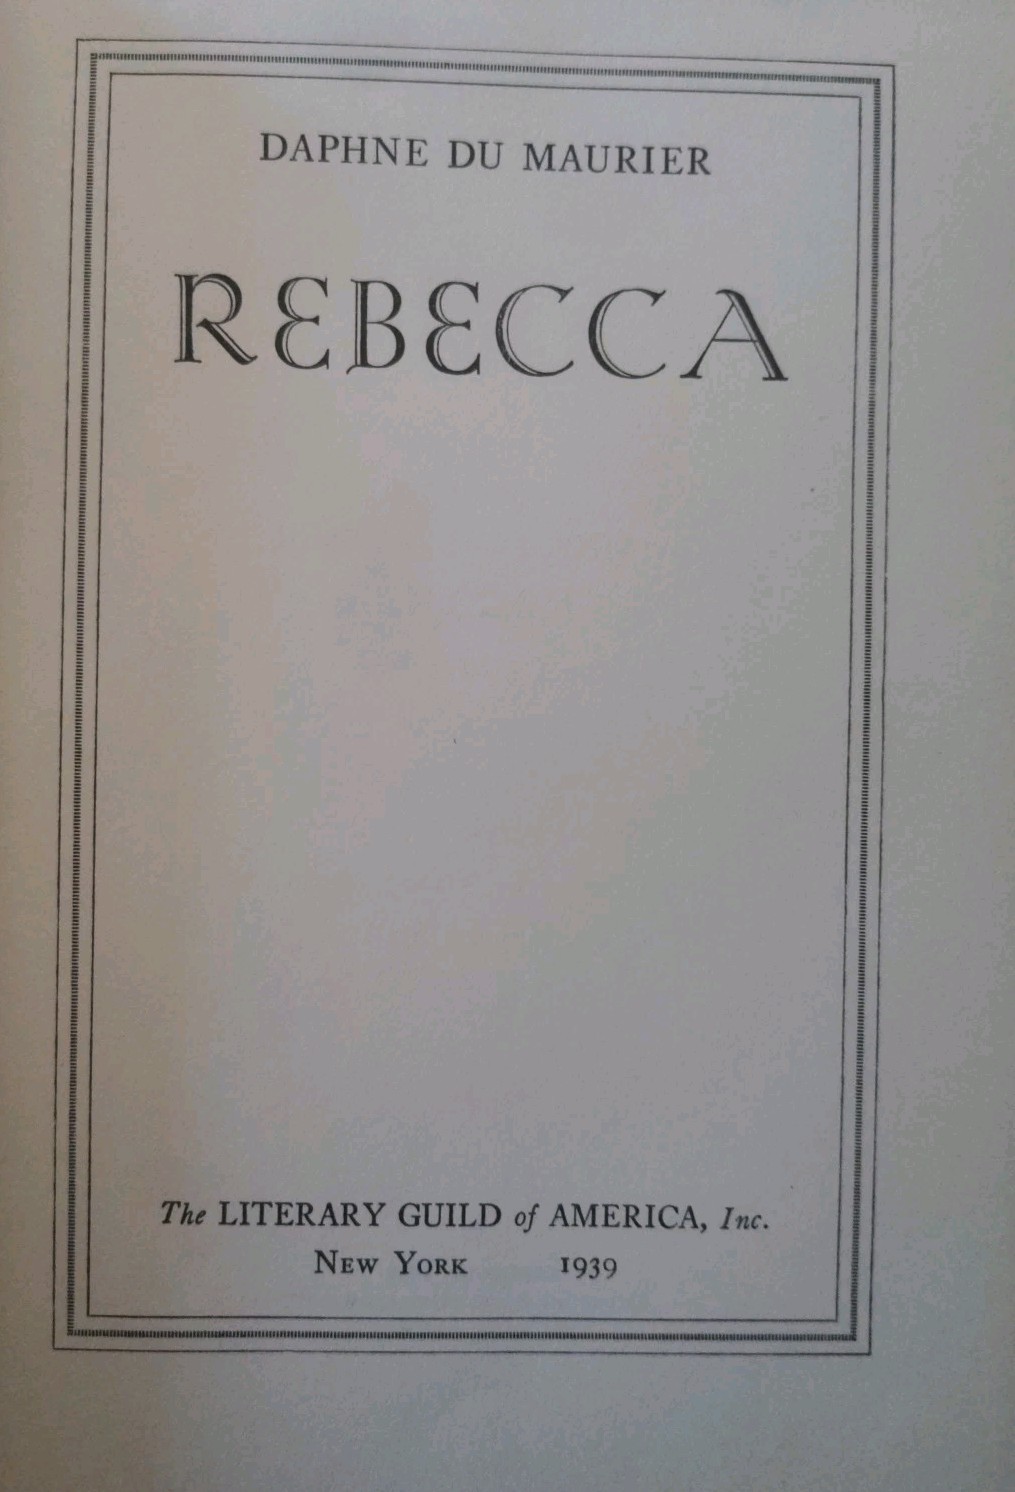 DAPHNE DU MAURIER
REBECCA
The LITERARY GUILD of AMERICA, Inc.
NEW YORK 1939